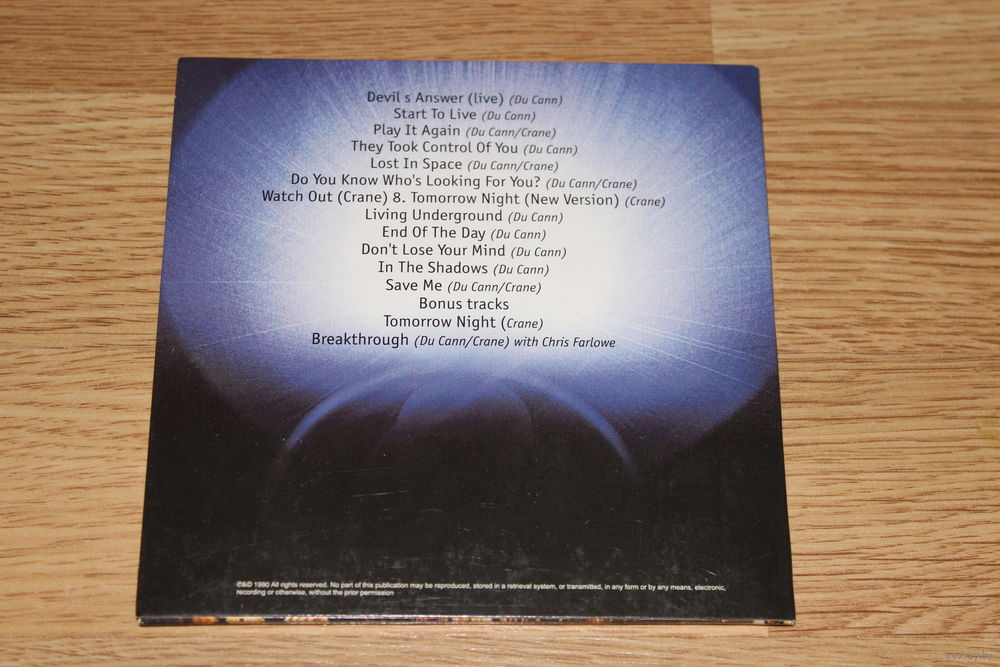 Devil s Answer (live) (Du Cann)
Start To Live (Du Cann)
Play It Again (Du Cann/Crane)
They Took Control Of You (Du Cann)
Lost In Space (Du Cann/Crane)
Do You Know Who's Looking For You? (Du Cann/Crane)
Watch Out (Crane) 8. Tomorrow Night (New Version) (Crane)
Living Underground (Du Cann)
End Of The Day (Du Cann)
Don't Lose Your Mind (Du Cann)
In The Shadows (Du Cann)
Save Me (Du Cann/Crane)
Bonus tracks
Tomorrow Night (Crane)
Breakthrough (Du Cann/Crane) with Chris Farlowe
℗&© 1990 All rights reserved. No part of this publication may be reproduced, stored in a retrieval system, or transmitted, in any form or by any means, electronic,
recording or otherwise, without the prior permission